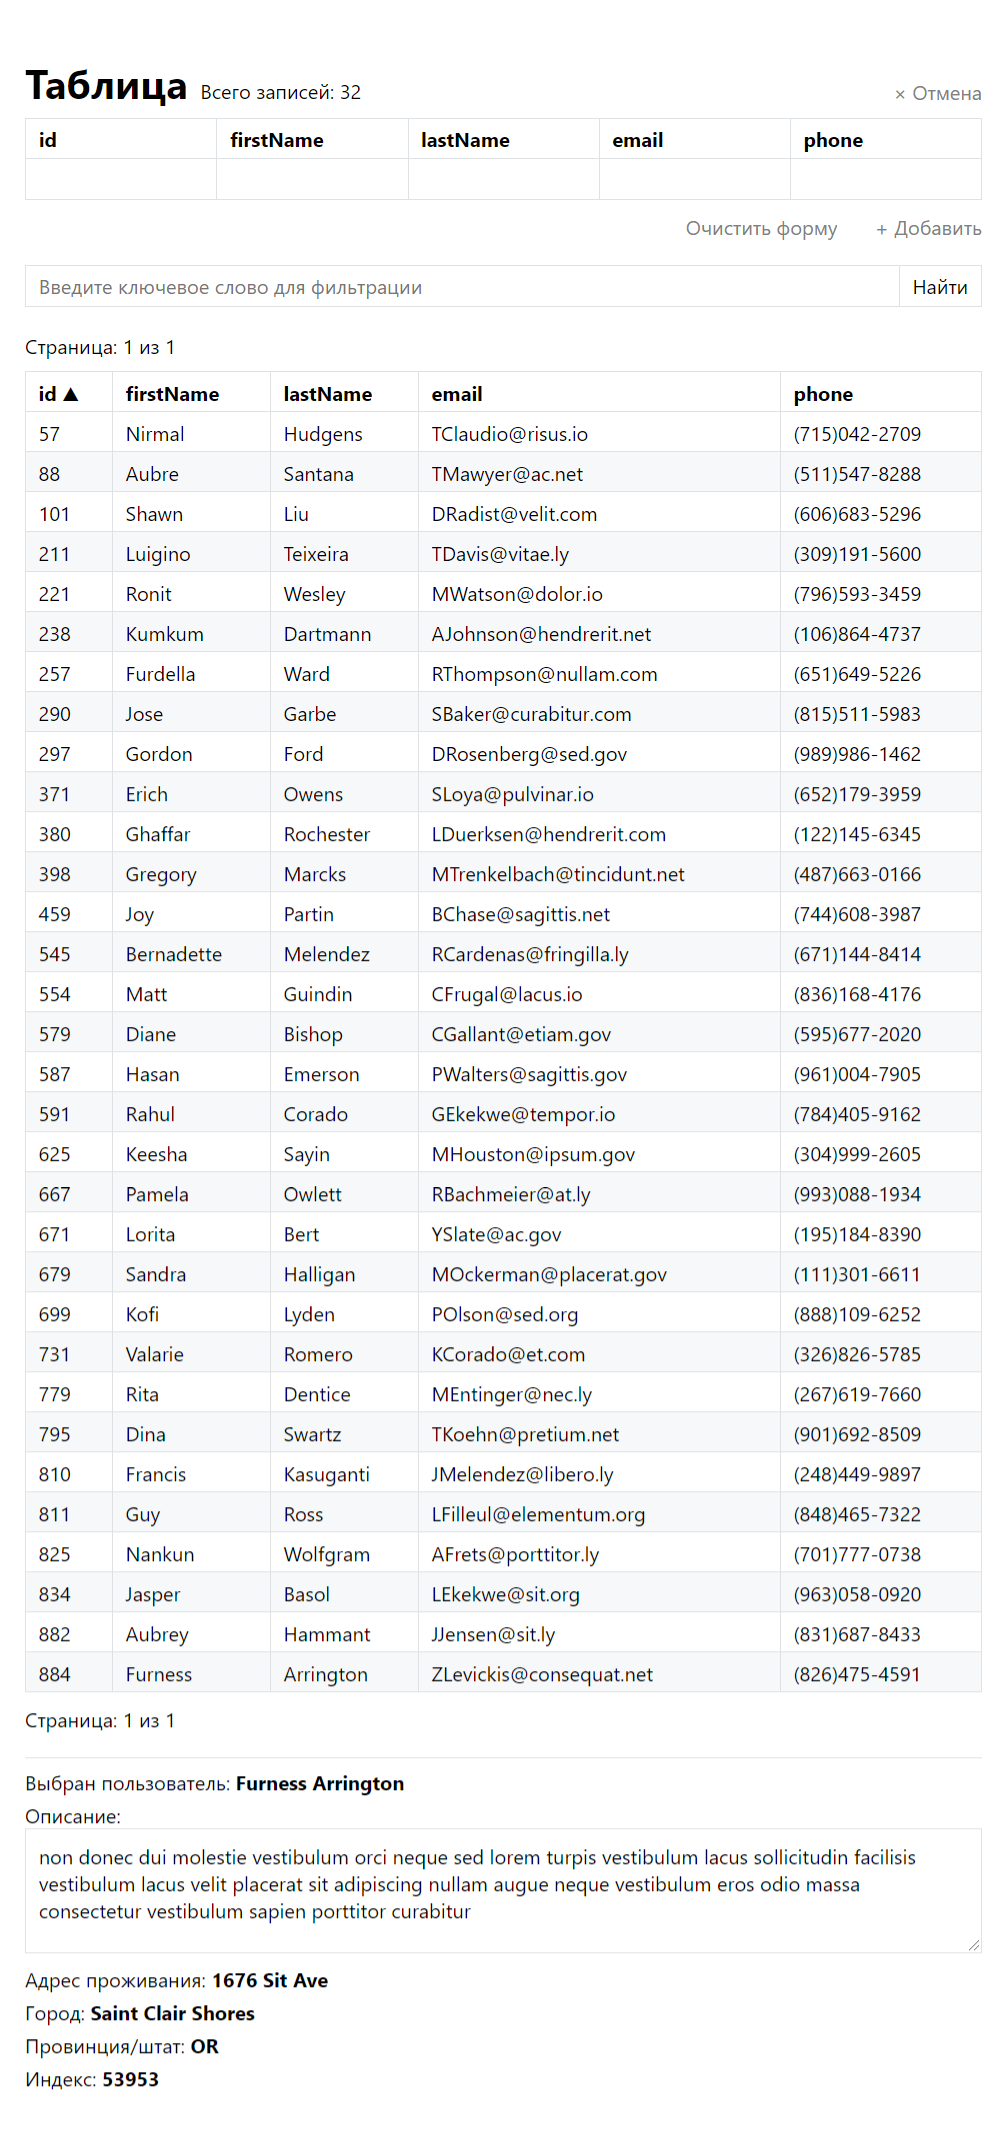 Таблица Всего записей: 32 × Отмена
id firstName lastName email phone
Очистить форму + Добавить
Введите ключевое слово для фильтрации Найти
Страница: 1 из 1
id ▲ firstName lastName email phone
57 Nirmal Hudgens TClaudio@risus.io (715)042-2709
88 Aubre Santana TMawyer@ac.net (511)547-8288
101 Shawn Liu DRadist@velit.com (606)683-5296
211 Luigino Teixeira TDavis@vitae.ly (309)191-5600
221 Ronit Wesley MWatson@dolor.io (796)593-3459
238 Kumkum Dartmann AJohnson@hendrerit.net (106)864-4737
257 Furdella Ward RThompson@nullam.com (651)649-5226
290 Jose Garbe SBaker@curabitur.com (815)511-5983
297 Gordon Ford DRosenberg@sed.gov (989)986-1462
371 Erich Owens SLoya@pulvinar.io (652)179-3959
380 Ghaffar Rochester LDuerksen@hendrerit.com (122)145-6345
398 Gregory Marcks MTrenkelbach@tincidunt.net (487)663-0166
459 Joy Partin BChase@sagittis.net (744)608-3987
545 Bernadette Melendez RCardenas@fringilla.ly (671)144-8414
554 Matt Guindin CFrugal@lacus.io (836)168-4176
579 Diane Bishop CGallant@etiam.gov (595)677-2020
587 Hasan Emerson PWalters@sagittis.gov (961)004-7905
591 Rahul Corado GEkekwe@tempor.io (784)405-9162
625 Keesha Sayin MHouston@ipsum.gov (304)999-2605
667 Pamela Owlett RBachmeier@at.ly (993)088-1934
671 Lorita Bert YSlate@ac.gov (195)184-8390
679 Sandra Halligan MOckerman@placerat.gov (111)301-6611
699 Kofi Lyden POlson@sed.org (888)109-6252
731 Valarie Romero KCorado@et.com (326)826-5785
779 Rita Dentice MEntinger@nec.ly (267)619-7660
795 Dina Swartz TKoehn@pretium.net (901)692-8509
810 Francis Kasuganti JMelendez@libero.ly (248)449-9897
811 Guy Ross LFilleul@elementum.org (848)465-7322
825 Nankun Wolfgram AFrets@porttitor.ly (701)777-0738
834 Jasper Basol LEkekwe@sit.org (963)058-0920
882 Aubrey Hammant JJensen@sit.ly (831)687-8433
884 Furness Arrington ZLevickis@consequat.net (826)475-4591
Страница: 1 из 1
Выбран пользователь: Furness Arrington
Описание:
non donec dui molestie vestibulum orci neque sed lorem turpis vestibulum lacus sollicitudin facilisis
vestibulum lacus velit placerat sit adipiscing nullam augue neque vestibulum eros odio massa
consectetur vestibulum sapien porttitor curabitur
Адрес проживания: 1676 Sit Ave
Город: Saint Clair Shores
Провинция/штат: OR
Индекс: 53953